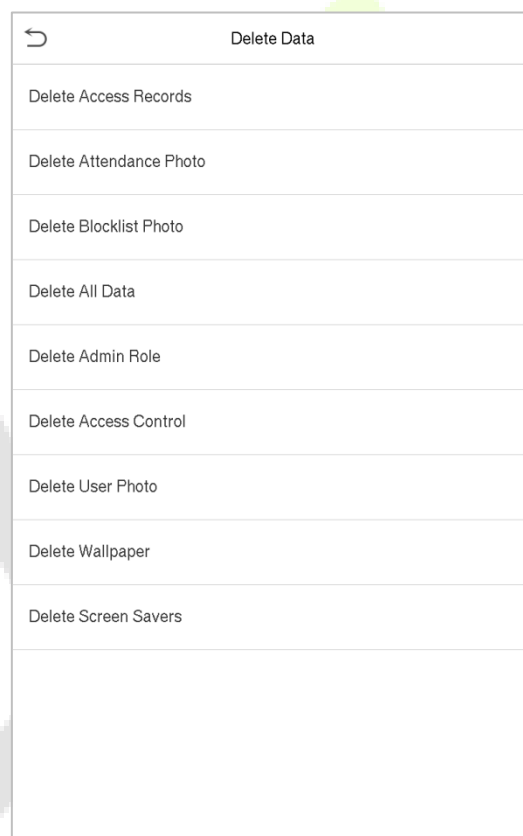 Delete Data
Delete Access Records
Delete Attendance Photo
Delete Blocklist Photo
Delete All Data
Delete Admin Role
Delete Access Control
Delete User Photo
Delete Wallpaper
Delete Screen Savers